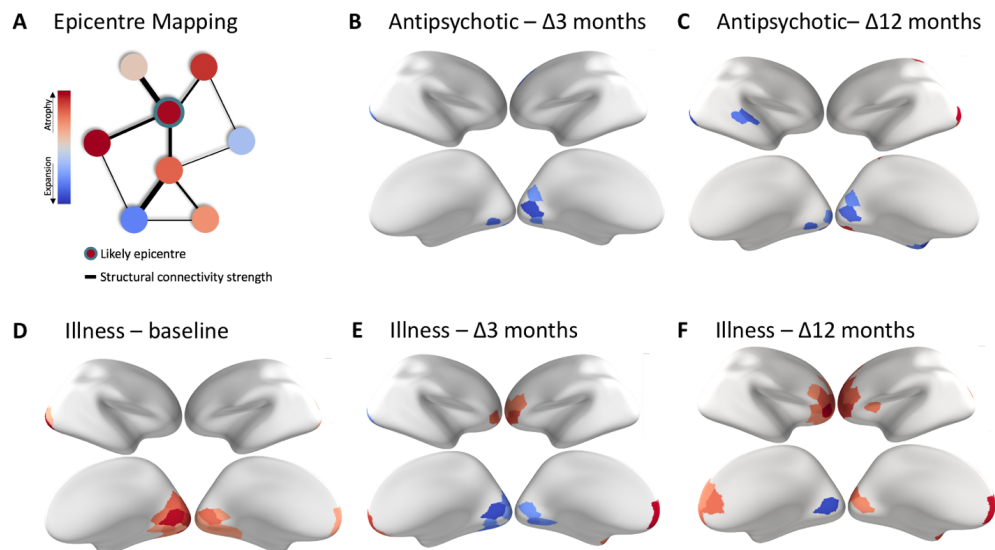 A Epicentre Mapping
Atrophy
Expansion
Likely epicentre
Structural connectivity strength
B Antipsychotic – Δ3 months
C Antipsychotic– Δ12 months
D Illness – baseline
E Illness – Δ3 months
F Illness – Δ12 months